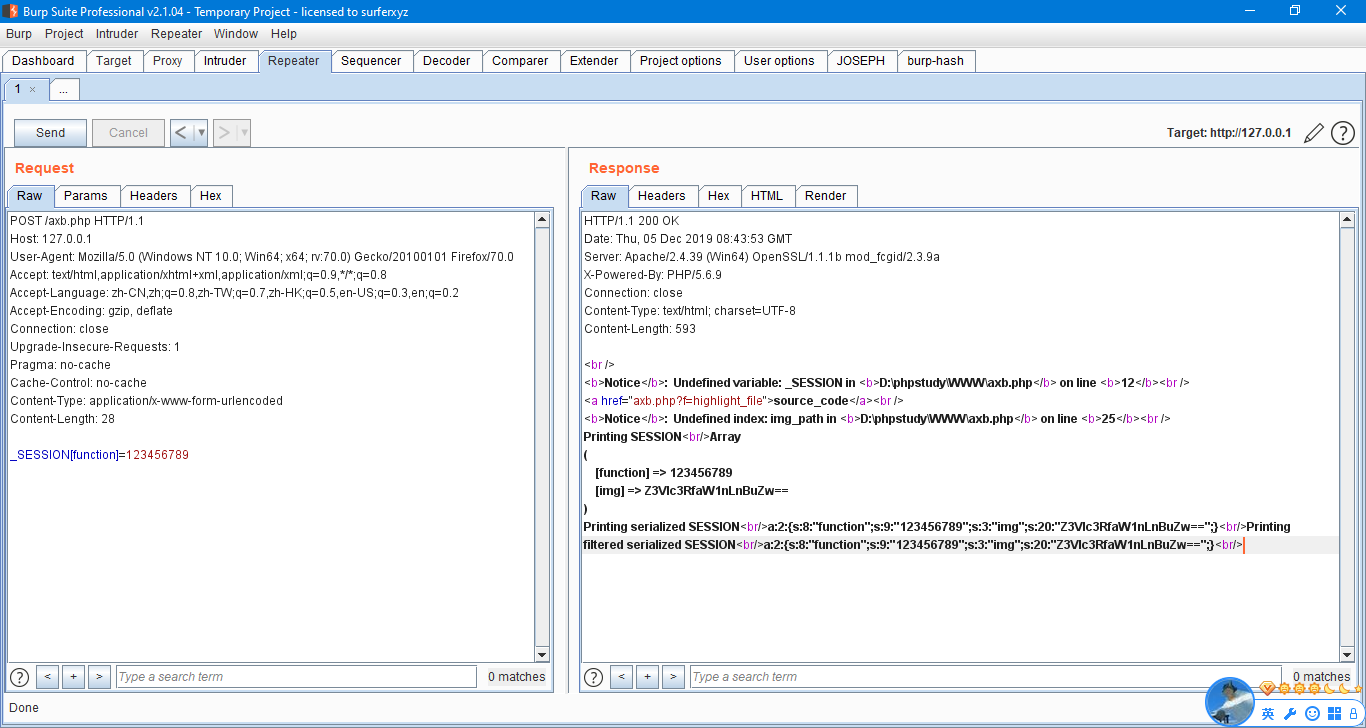 Burp Suite Professional v2.1.04 - Temporary Project - licensed to surferxyz
Burp Project Intruder Repeater Window Help
Dashboard Target Proxy Intruder Repeater Sequencer Decoder Comparer Extender Project options User options JOSEPH burp-hash
1 × ...
Send Cancel < ▼ > ▼ Target: http://127.0.0.1 ?
Request
Raw Params Headers Hex
POST /axb.php HTTP/1.1
Host: 127.0.0.1
User-Agent: Mozilla/5.0 (Windows NT 10.0; Win64; x64; rv:70.0) Gecko/20100101 Firefox/70.0
Accept: text/html,application/xhtml+xml,application/xml;q=0.9,*/*;q=0.8
Accept-Language: zh-CN,zh;q=0.8,zh-TW;q=0.7,zh-HK;q=0.5,en-US;q=0.3,en;q=0.2
Accept-Encoding: gzip, deflate
Connection: close
Upgrade-Insecure-Requests: 1
Pragma: no-cache
Cache-Control: no-cache
Content-Type: application/x-www-form-urlencoded
Content-Length: 28
_SESSION[function]=123456789
? < + > Type a search term 0 matches
Response
Raw Headers Hex HTML Render
HTTP/1.1 200 OK
Date: Thu, 05 Dec 2019 08:43:53 GMT
Server: Apache/2.4.39 (Win64) OpenSSL/1.1.1b mod_fcgid/2.3.9a
X-Powered-By: PHP/5.6.9
Connection: close
Content-Type: text/html; charset=UTF-8
Content-Length: 593
<br />
<b>Notice</b>:  Undefined variable: _SESSION in <b>D:\phpstudy\WWW\axb.php</b> on line <b>12</b><br />
<a href="axb.php?f=highlight_file">source_code</a><br />
<b>Notice</b>:  Undefined index: img_path in <b>D:\phpstudy\WWW\axb.php</b> on line <b>25</b><br />
Printing SESSION<br/>Array
(
[function] => 123456789
[img] => Z3Vlc3RfaW1nLnBuZw==
)
Printing serialized SESSION<br/>a:2:{s:8:"function";s:9:"123456789";s:3:"img";s:20:"Z3Vlc3RfaW1nLnBuZw==";}<br/>Printing
filtered serialized SESSION<br/>a:2:{s:8:"function";s:9:"123456789";s:3:"img";s:20:"Z3Vlc3RfaW1nLnBuZw==";}<br/>
? < + > Type a search term 0 matches
Done
英